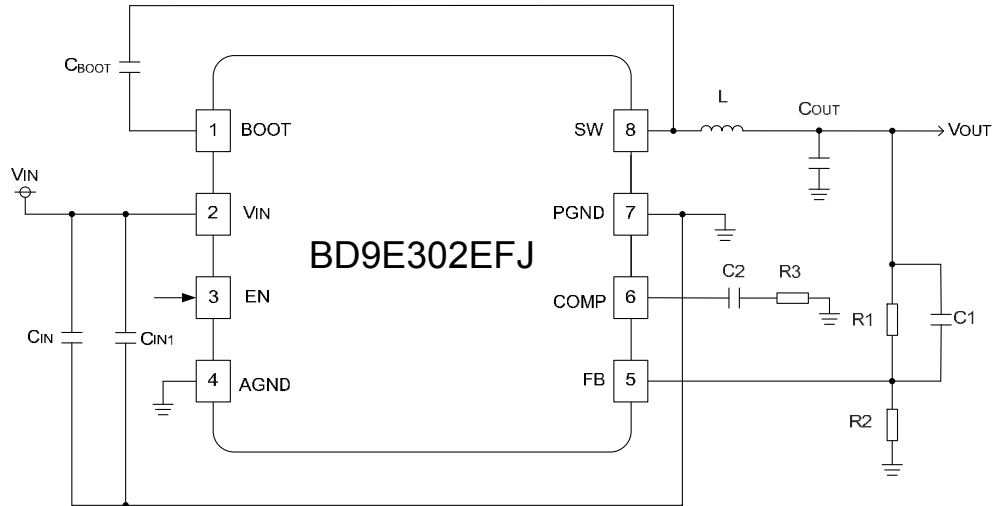 CBOOT
L
COUT
1 BOOT
SW 8
VOUT
VIN
2 VIN
PGND 7
BD9E302EFJ
C2 R3
3 EN
COMP 6
CIN
CIN1
R1
C1
4 AGND
FB 5
R2